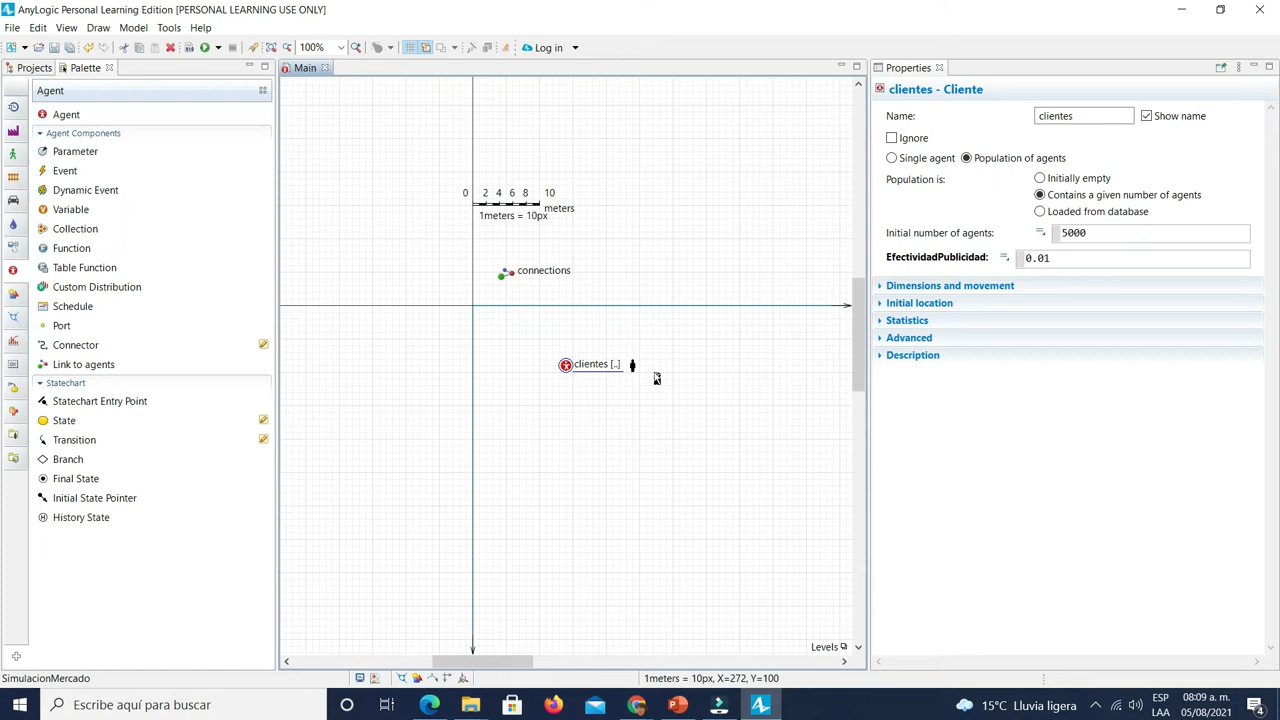 AnyLogic Personal Learning Edition [PERSONAL LEARNING USE ONLY]
File Edit View Draw Model Tools Help
100% Log in
Projects Palette
Agent
Agent
Agent Components
Parameter
Event
Dynamic Event
Variable
Collection
Function
Table Function
Custom Distribution
Schedule
Port
Connector
Link to agents
Statechart
Statechart Entry Point
State
Transition
Branch
Final State
Initial State Pointer
History State
Main
0 2 4 6 8 10
meters
1meters = 10px
connections
clientes [..]
Levels
Properties
clientes - Cliente
Name: clientes Show name
Ignore
Single agent Population of agents
Population is: Initially empty
Contains a given number of agents
Loaded from database
Initial number of agents: 5000
EfectividadPublicidad: 0.01
Dimensions and movement
Initial location
Statistics
Advanced
Description
SimulacionMercado 1meters = 10px, X=272, Y=100
Escribe aquí para buscar
15°C Lluvia ligera
ESP
LAA
08:09 a. m.
05/08/2021
4